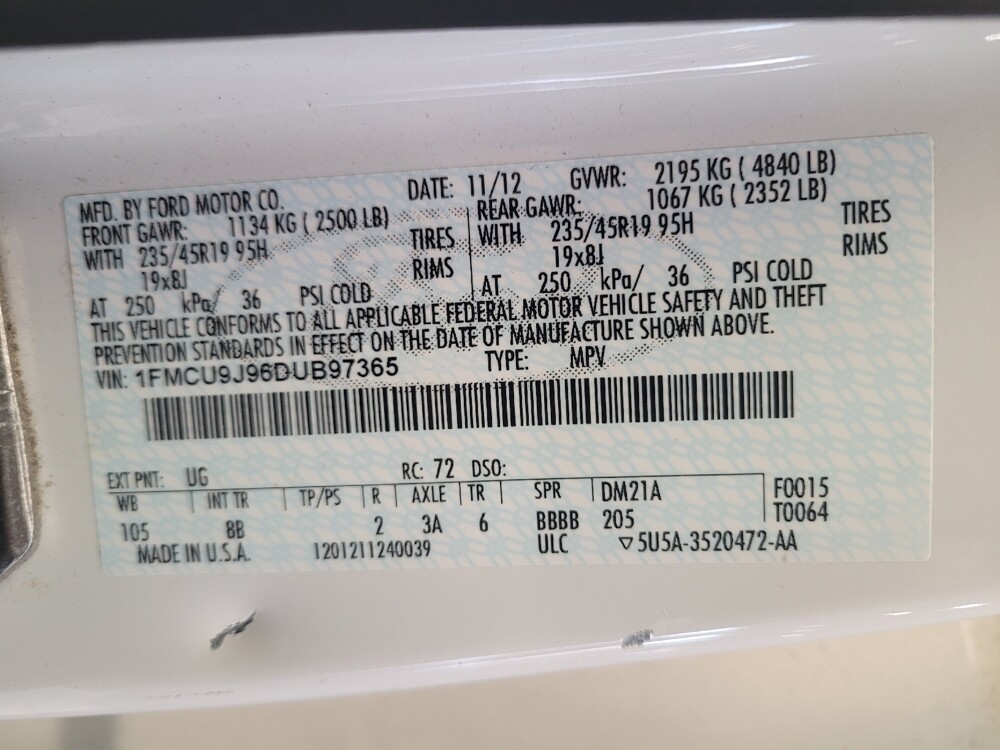 MFD. BY FORD MOTOR CO. DATE: 11/12 GVWR: 2195 KG ( 4840 LB)
FRONT GAWR: 1134 KG ( 2500 LB) REAR GAWR: 1067 KG ( 2352 LB)
WITH 235/45R19 95H TIRES WITH 235/45R19 95H TIRES
19x8J RIMS 19x8J RIMS
AT 250 kPa/ 36 PSI COLD AT 250 kPa/ 36 PSI COLD
THIS VEHICLE CONFORMS TO ALL APPLICABLE FEDERAL MOTOR VEHICLE SAFETY AND THEFT
PREVENTION STANDARDS IN EFFECT ON THE DATE OF MANUFACTURE SHOWN ABOVE.
VIN: 1FMCU9J96DUB97365 TYPE: MPV
EXT PNT: UG RC: 72 DSO:
WB INT TR TP/PS R AXLE TR SPR DM21A F0015
105 8B 2 3A 6 BBBB 205 T0064
MADE IN U.S.A. 1201211240039 ULC ▽5U5A-3520472-AA